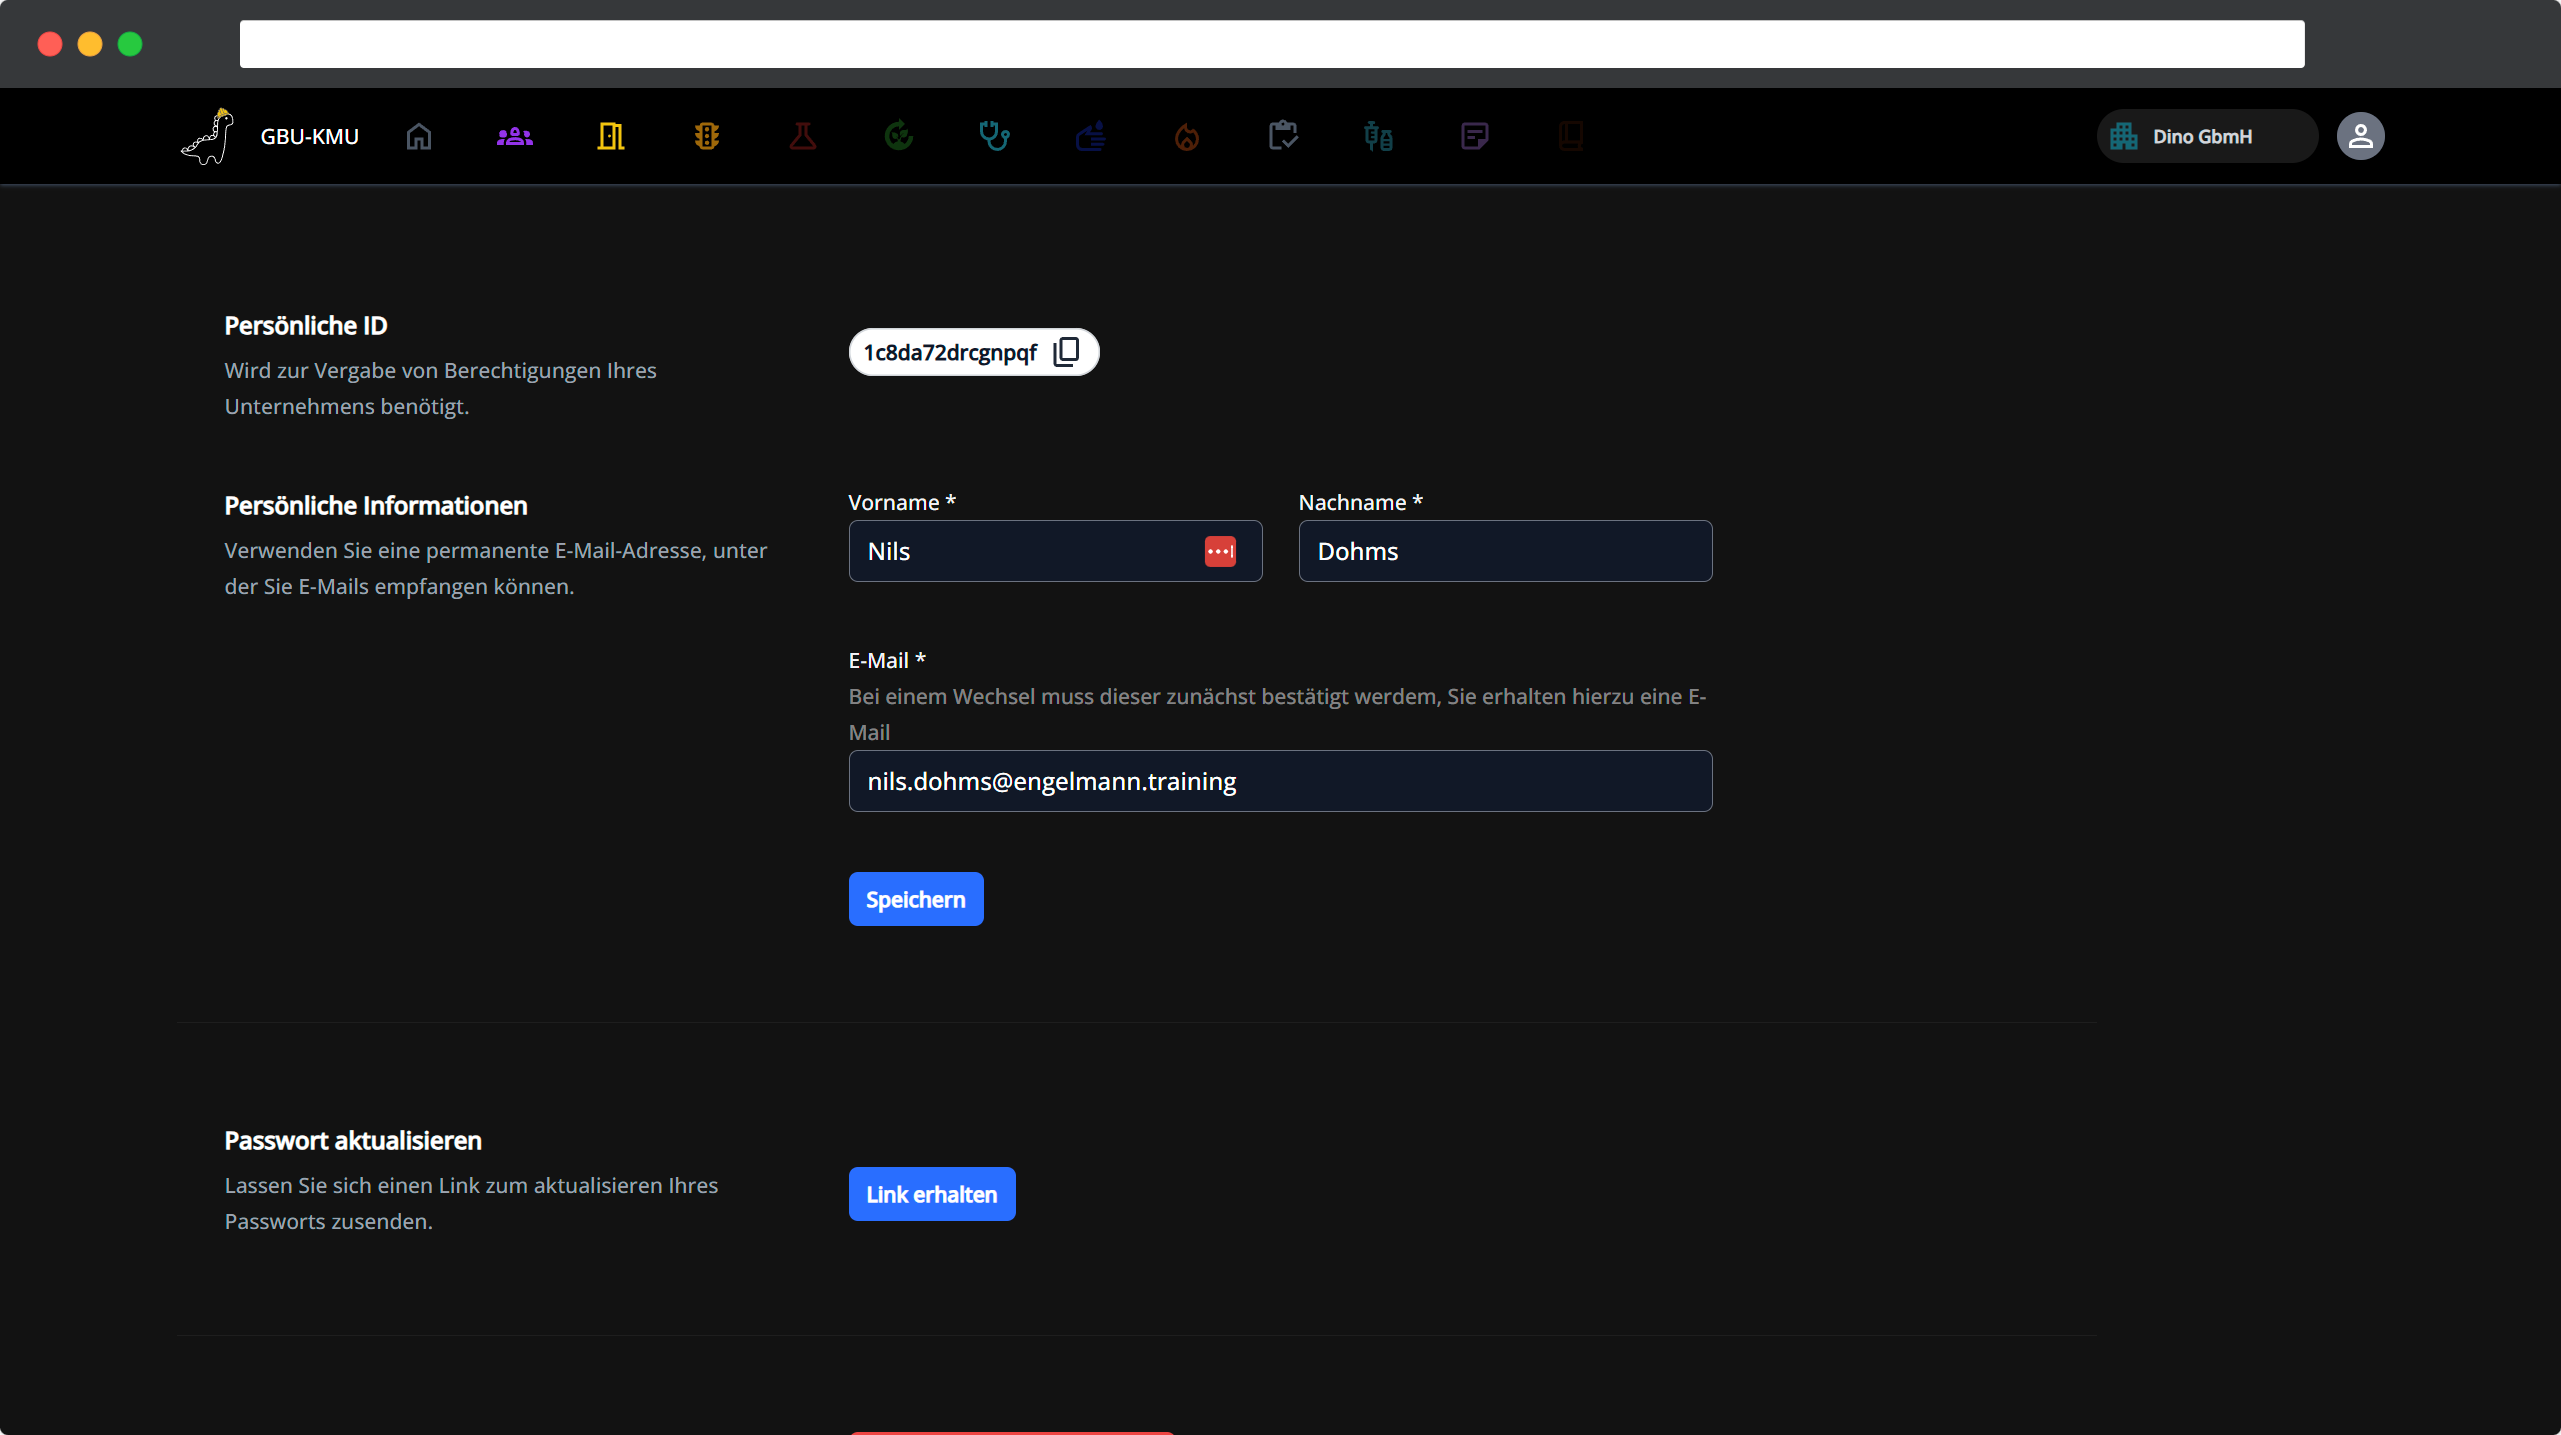 GBU-KMU
Dino GbmH
Persönliche ID
Wird zur Vergabe von Berechtigungen Ihres
Unternehmens benötigt.
1c8da72drcgnpqf
Persönliche Informationen
Verwenden Sie eine permanente E-Mail-Adresse, unter
der Sie E-Mails empfangen können.
Vorname *
Nils
Nachname *
Dohms
E-Mail *
Bei einem Wechsel muss dieser zunächst bestätigt werdem, Sie erhalten hierzu eine E-
Mail
nils.dohms@engelmann.training
Speichern
Passwort aktualisieren
Lassen Sie sich einen Link zum aktualisieren Ihres
Passworts zusenden.
Link erhalten